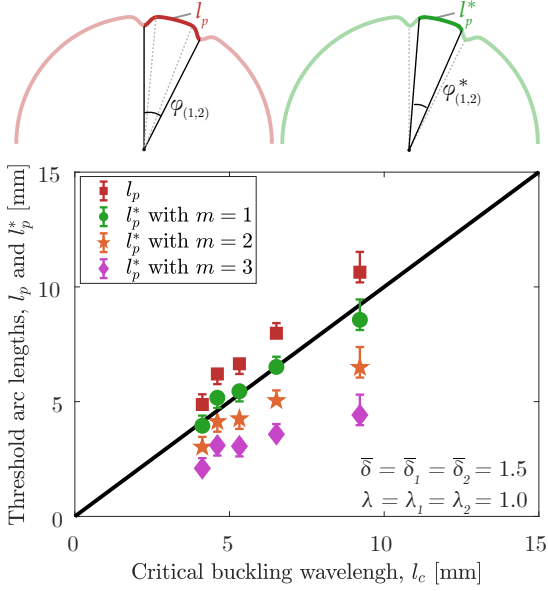 l_p
l_p^*
φ_(1,2)
φ_(1,2)^*
Threshold arc lengths, l_p and l_p^* [mm]
15
10
5
0
l_p
l_p^* with m = 1
l_p^* with m = 2
l_p^* with m = 3
δ̅ = δ̅_1 = δ̅_2 = 1.5
λ = λ_1 = λ_2 = 1.0
0
5
10
15
Critical buckling wavelengh, l_c [mm]